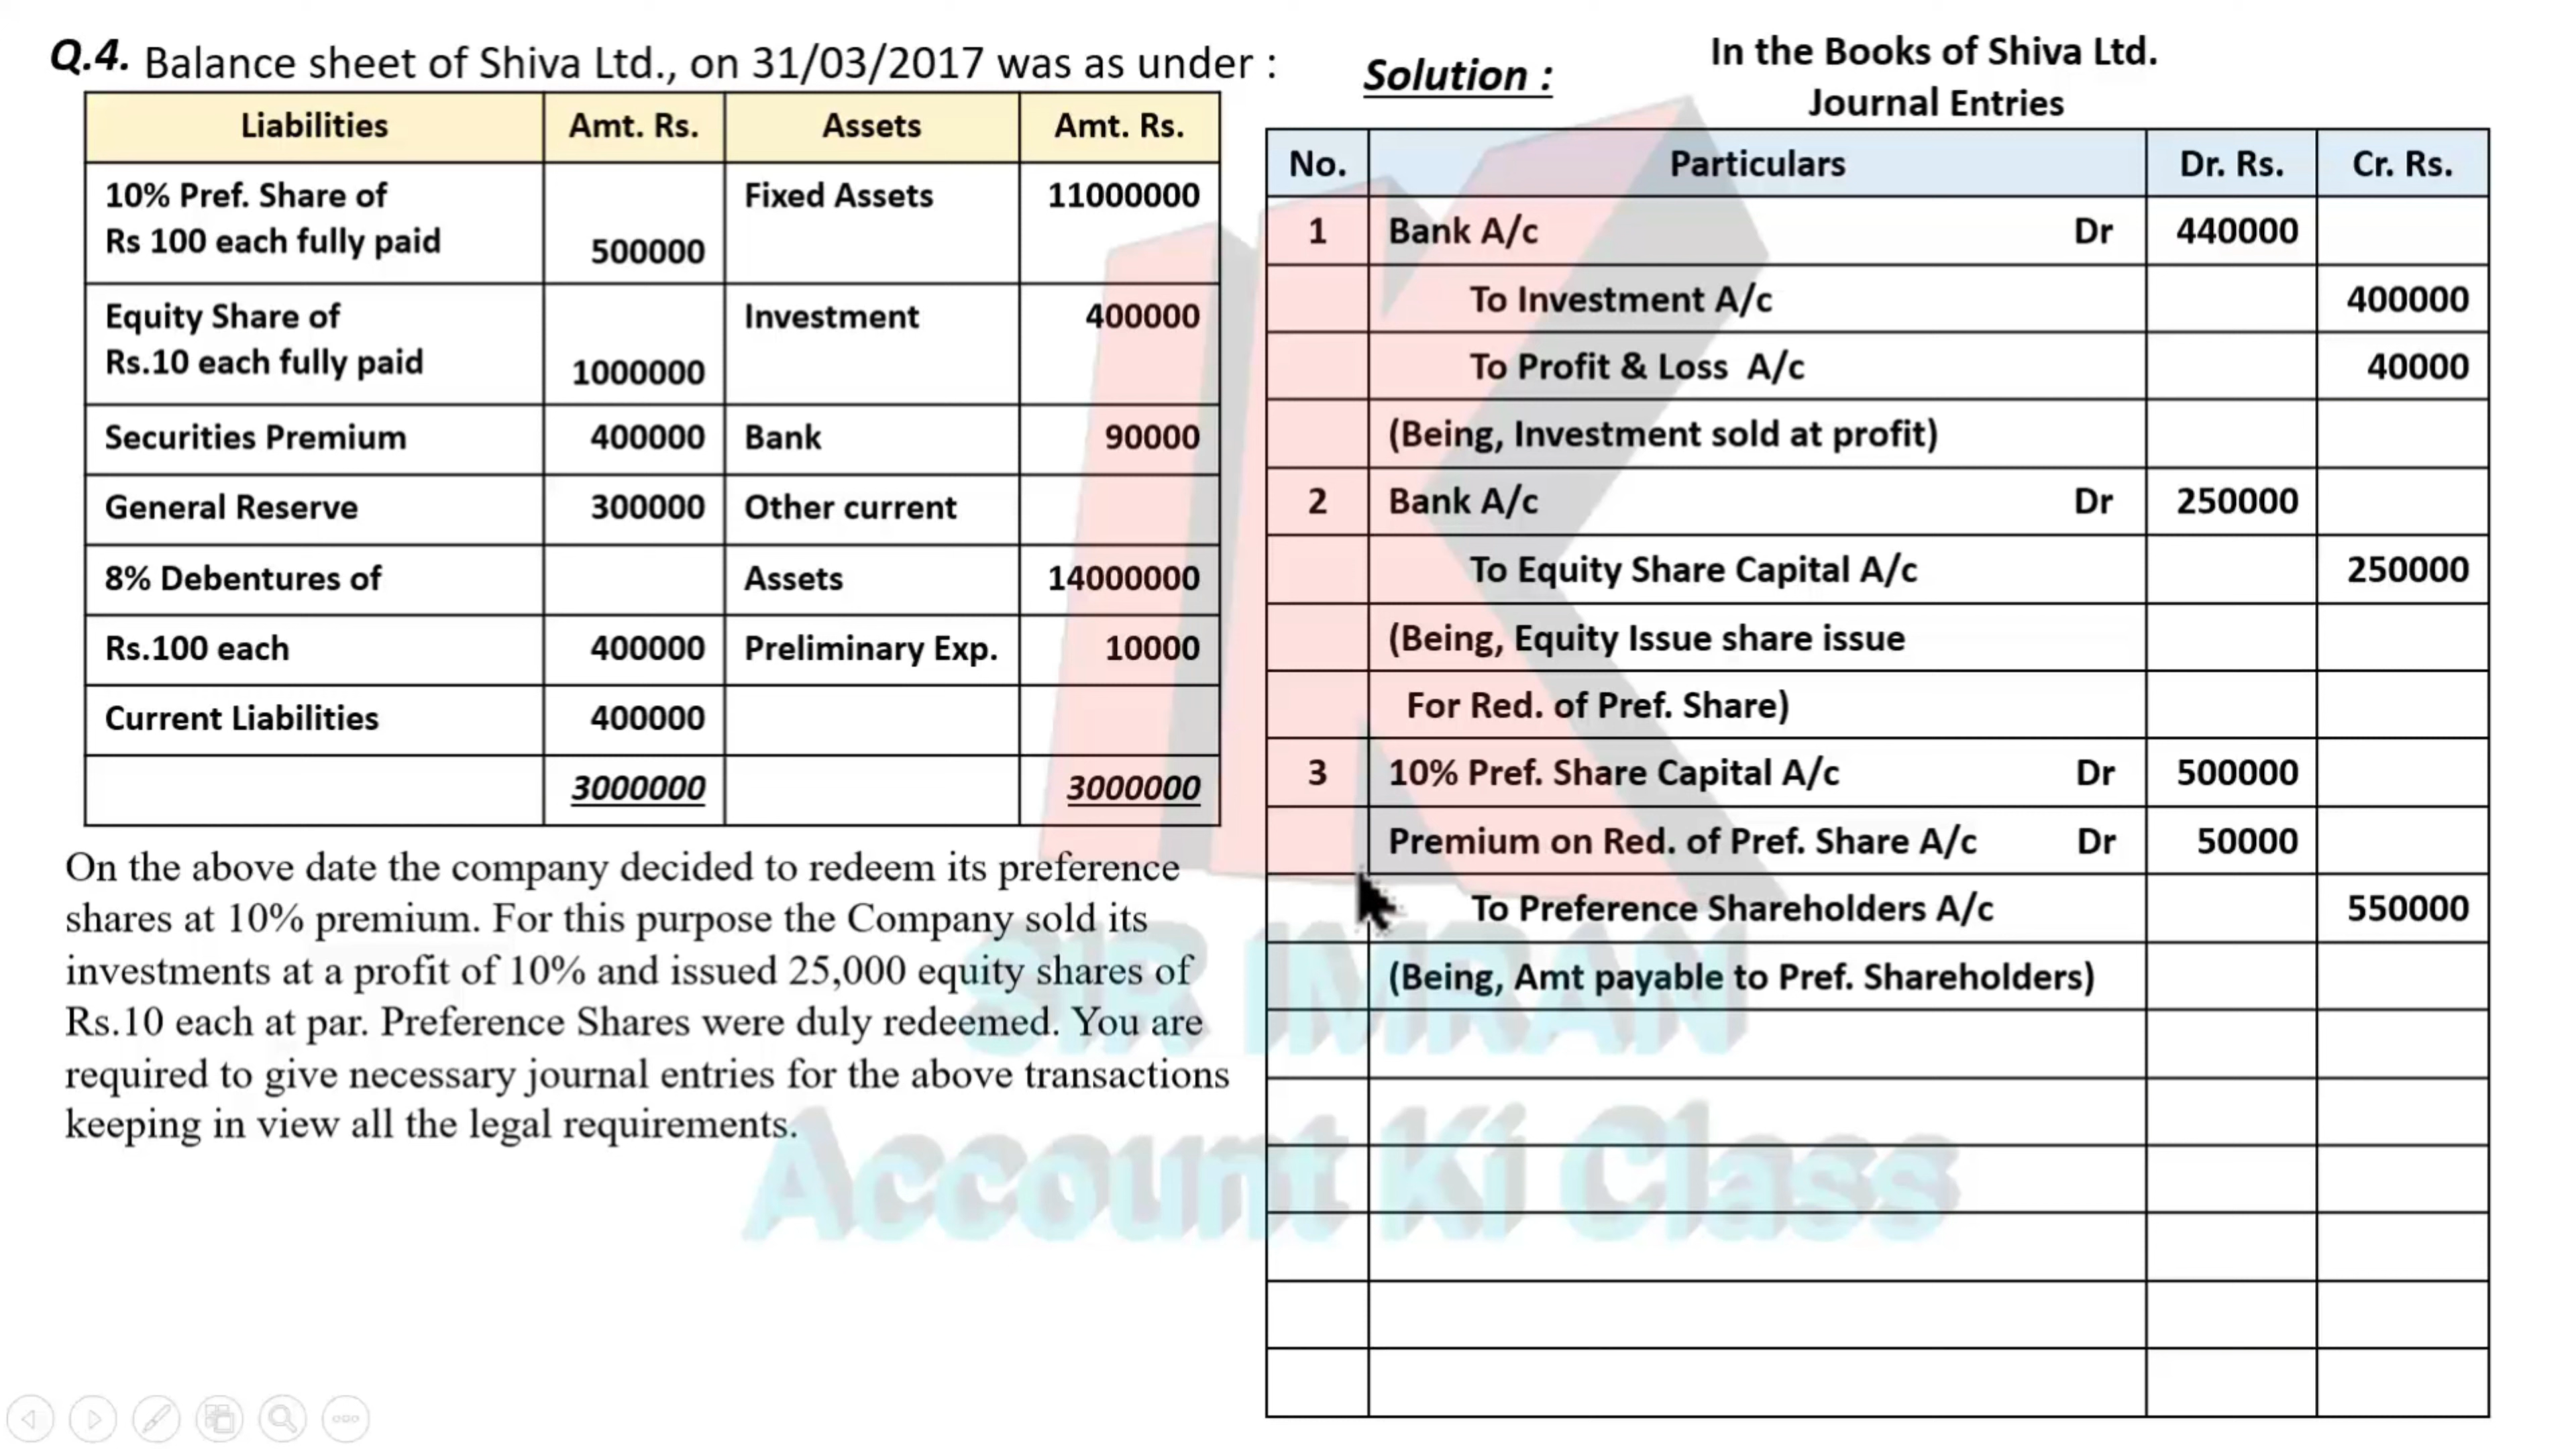 Q.4. Balance sheet of Shiva Ltd., on 31/03/2017 was as under :
Liabilities Amt. Rs. Assets Amt. Rs.
10% Pref. Share of Fixed Assets 11000000
Rs 100 each fully paid 500000
Equity Share of Investment 400000
Rs.10 each fully paid 1000000
Securities Premium 400000 Bank 90000
General Reserve 300000 Other current
8% Debentures of Assets 14000000
Rs.100 each 400000 Preliminary Exp. 10000
Current Liabilities 400000
3000000 3000000
On the above date the company decided to redeem its preference
shares at 10% premium. For this purpose the Company sold its
investments at a profit of 10% and issued 25,000 equity shares of
Rs.10 each at par. Preference Shares were duly redeemed. You are
required to give necessary journal entries for the above transactions
keeping in view all the legal requirements.
Solution :
In the Books of Shiva Ltd.
Journal Entries
No. Particulars Dr. Rs. Cr. Rs.
1 Bank A/c Dr 440000
To Investment A/c 400000
To Profit & Loss A/c 40000
(Being, Investment sold at profit)
2 Bank A/c Dr 250000
To Equity Share Capital A/c 250000
(Being, Equity Issue share issue
For Red. of Pref. Share)
3 10% Pref. Share Capital A/c Dr 500000
Premium on Red. of Pref. Share A/c Dr 50000
To Preference Shareholders A/c 550000
(Being, Amt payable to Pref. Shareholders)
SIR IMRAN
Account Ki Class